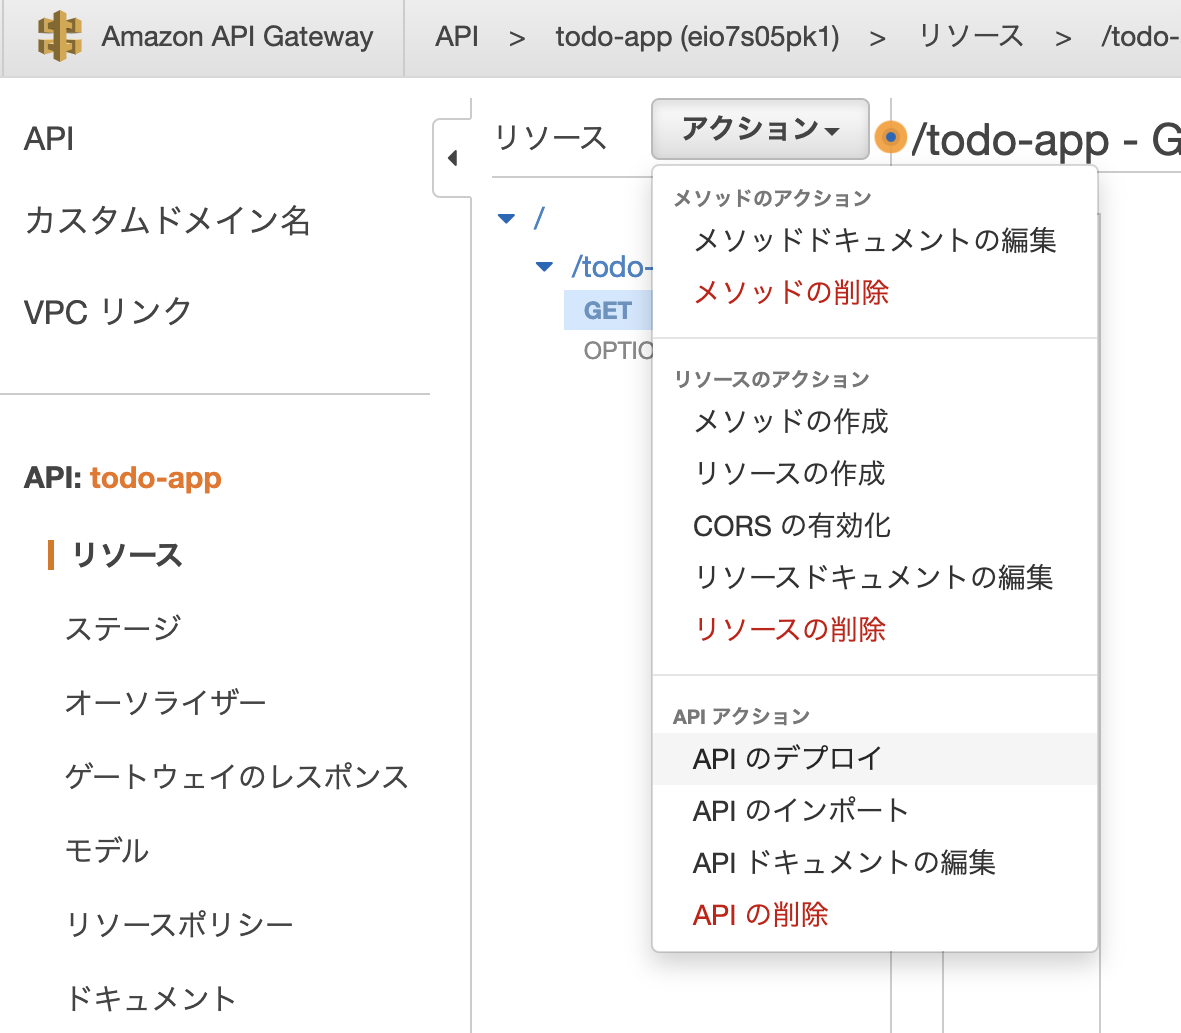 Amazon API Gateway
API > todo-app (eio7s05pk1) > リソース > /todo-
API
カスタムドメイン名
VPC リンク
API: todo-app
リソース
ステージ
オーソライザー
ゲートウェイのレスポンス
モデル
リソースポリシー
ドキュメント
リソース
アクション
/todo-app - G
/
/todo-
GET
OPTIO
メソッドのアクション
メソッドドキュメントの編集
メソッドの削除
リソースのアクション
メソッドの作成
リソースの作成
CORS の有効化
リソースドキュメントの編集
リソースの削除
API アクション
API のデプロイ
API のインポート
API ドキュメントの編集
API の削除